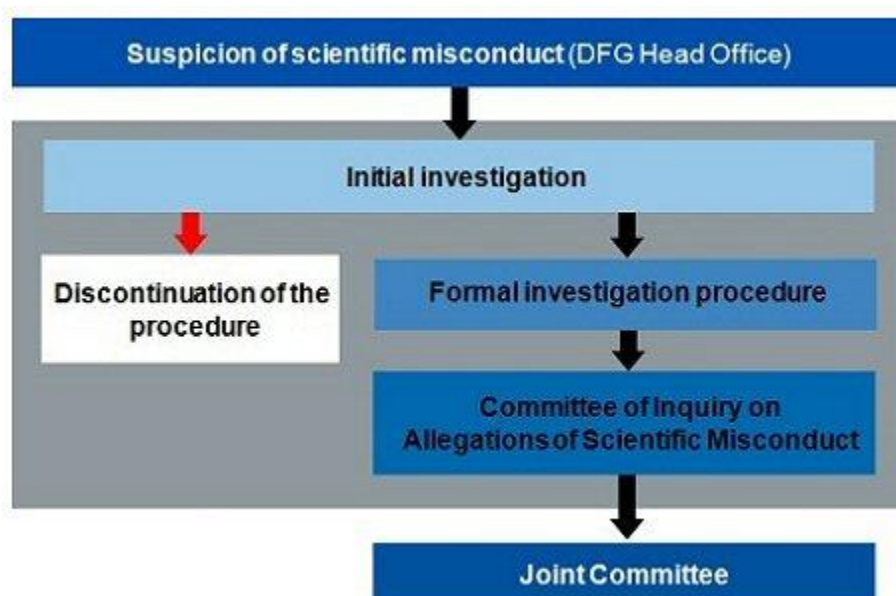 Suspicion of scientific misconduct (DFG Head Office)
Initial investigation
Discontinuation of the
procedure
Formal investigation procedure
Committee of Inquiry on
Allegations of Scientific Misconduct
Joint Committee